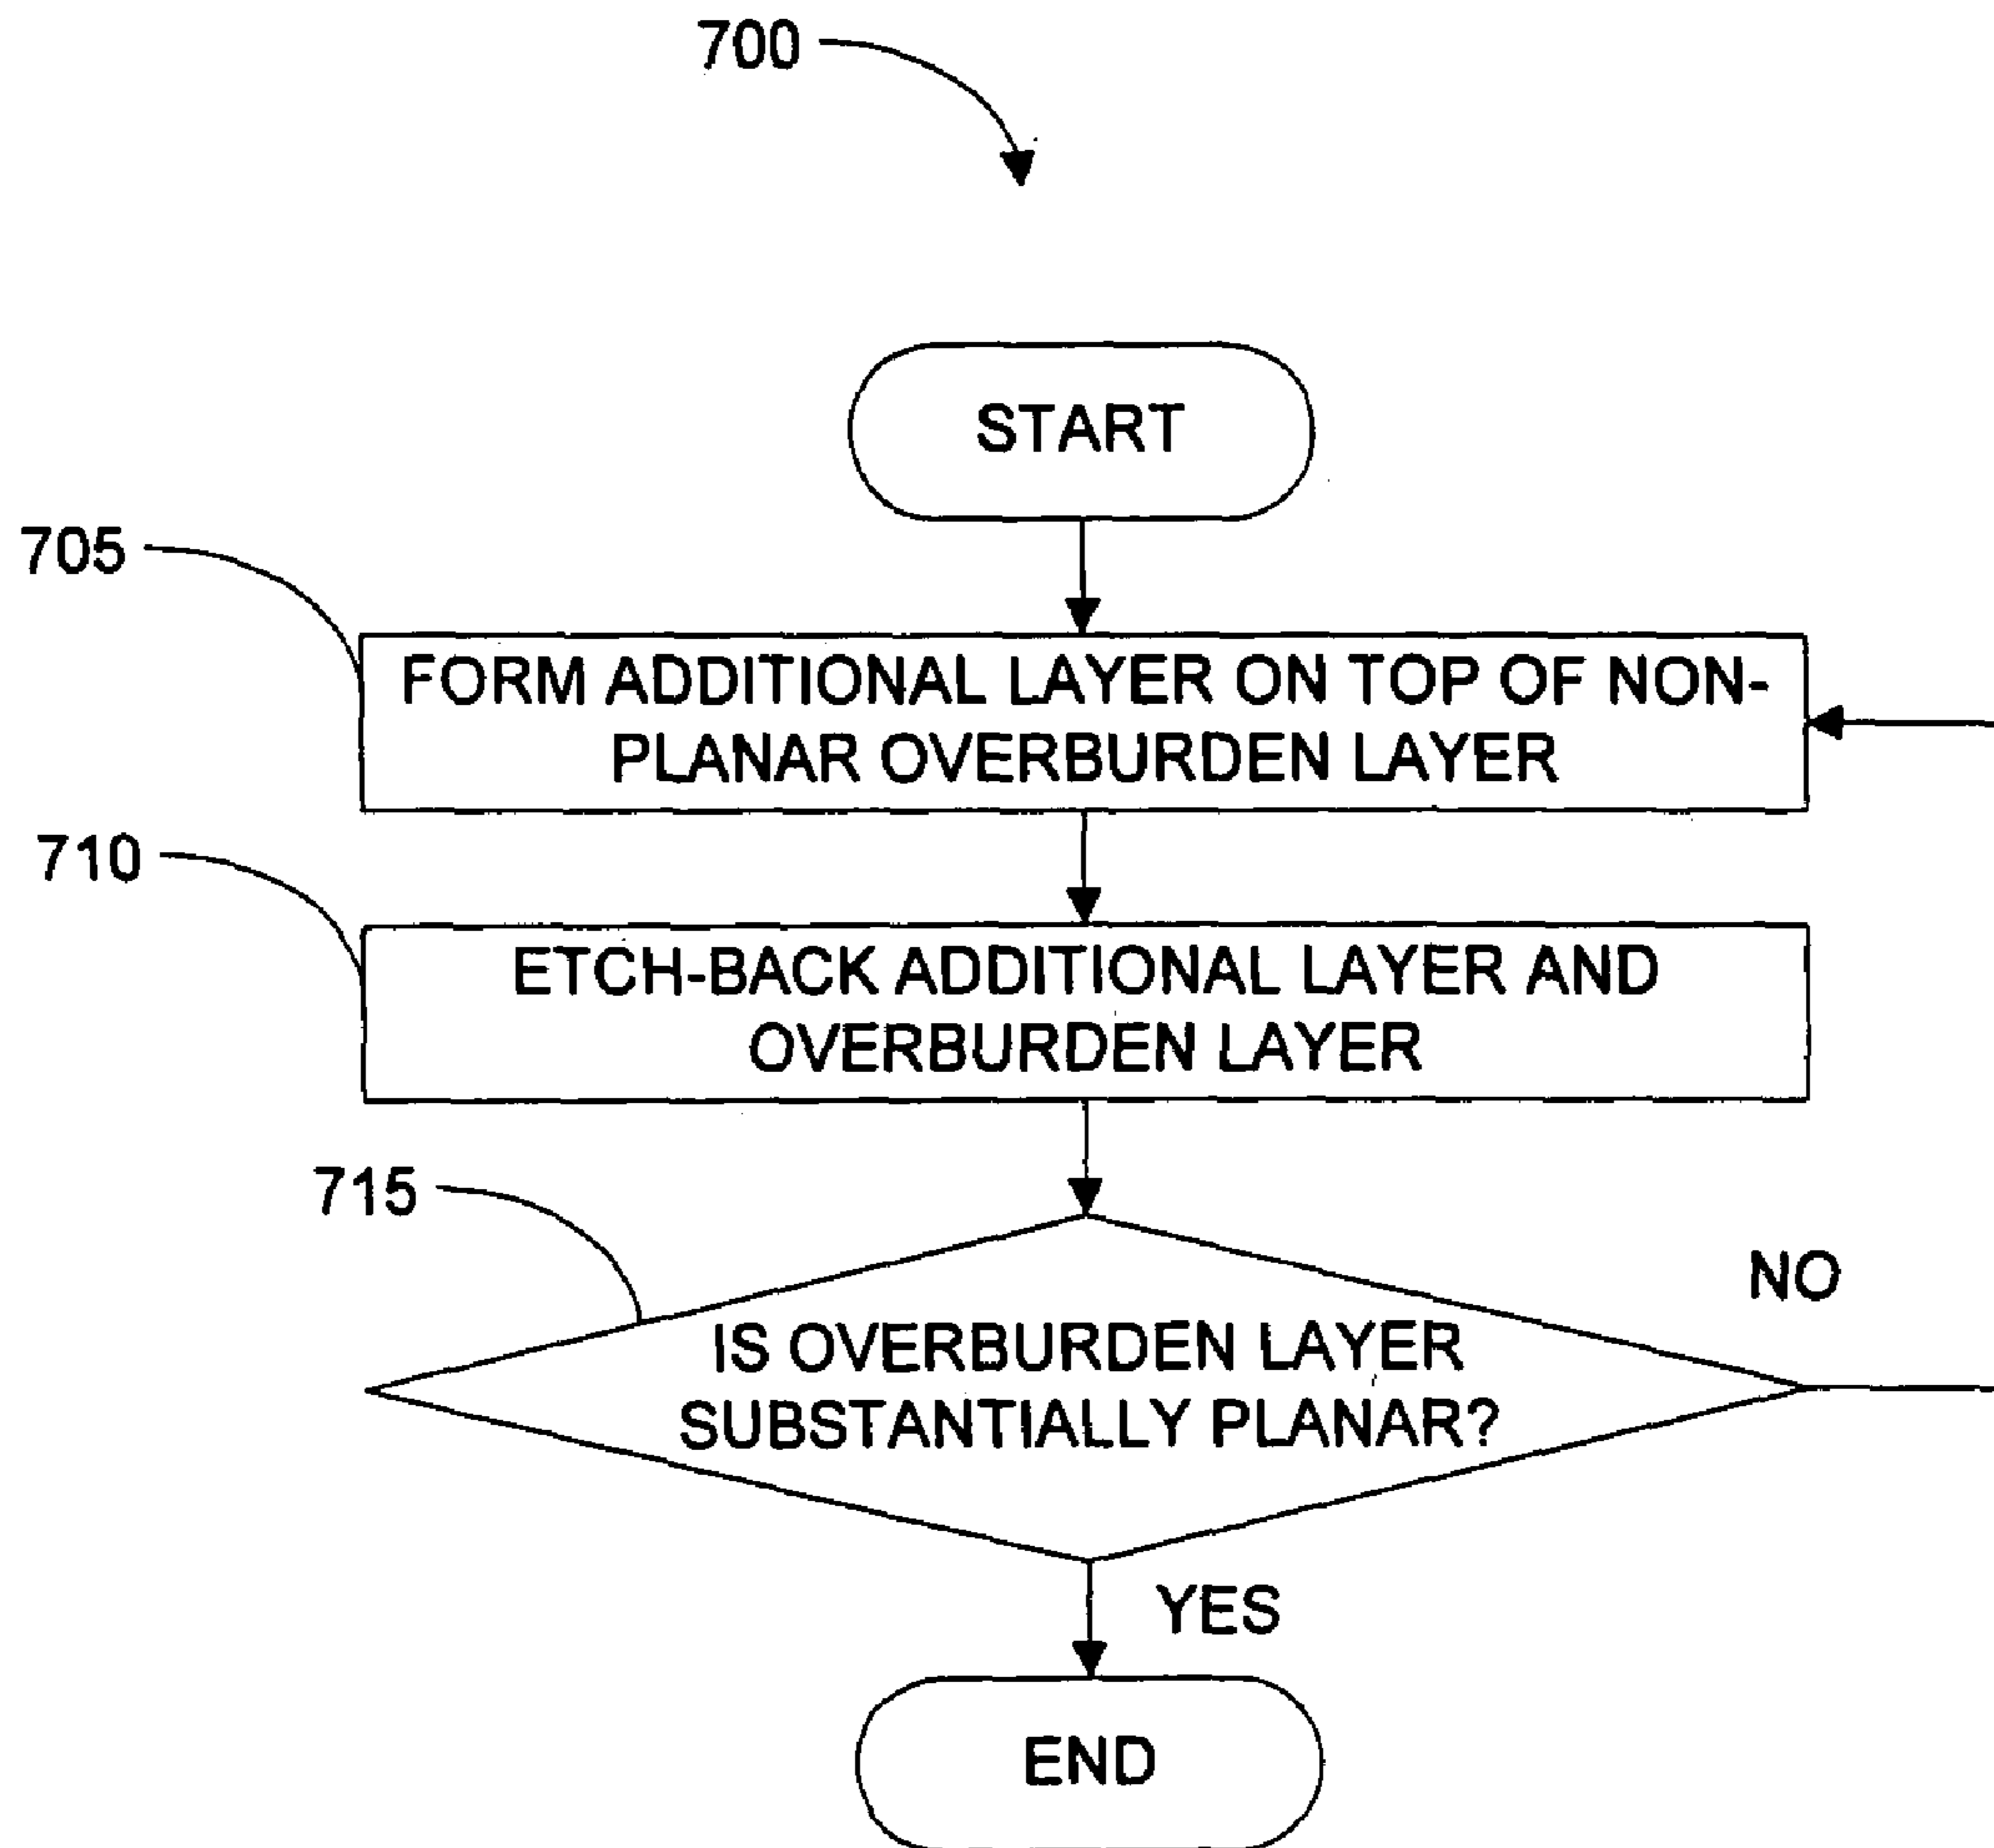 700
START
705
FORM ADDITIONAL LAYER ON TOP OF NON-
PLANAR OVERBURDEN LAYER
710
ETCH-BACK ADDITIONAL LAYER AND
OVERBURDEN LAYER
715
NO
IS OVERBURDEN LAYER
SUBSTANTIALLY PLANAR?
YES
END